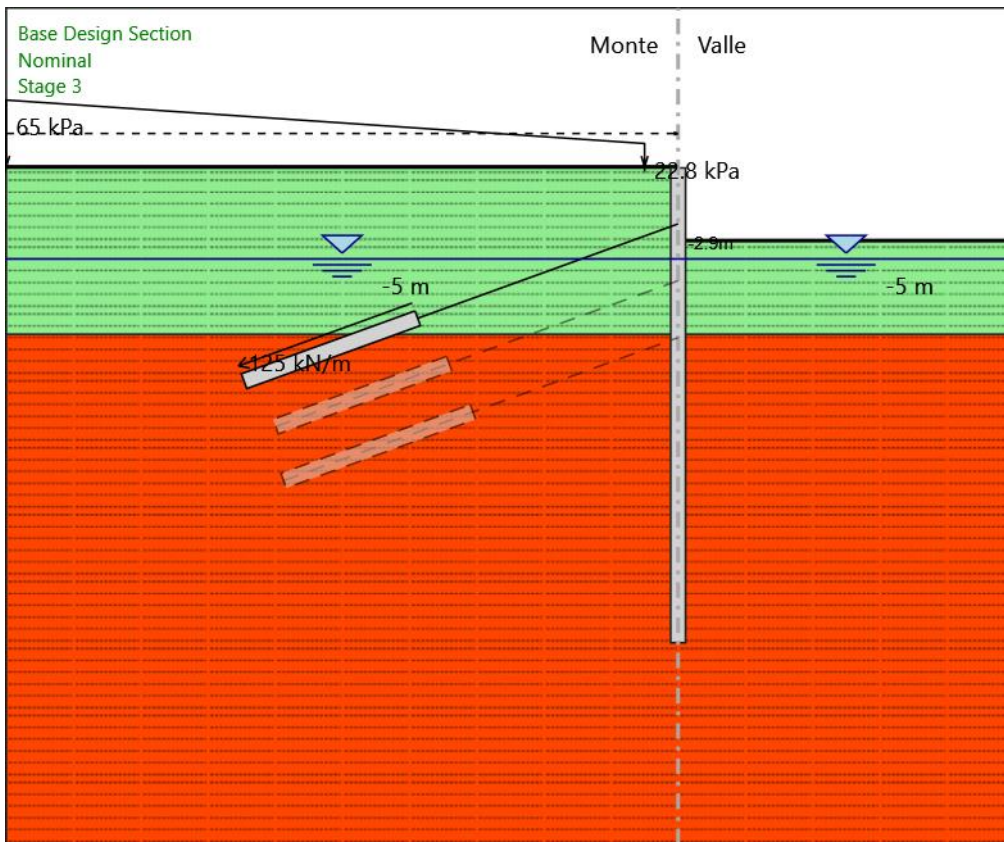 Base Design Section
Nominal
Stage 3
Monte
Valle
65 kPa
22.8 kPa
-2.9m
-5 m
-5 m
125 kN/m